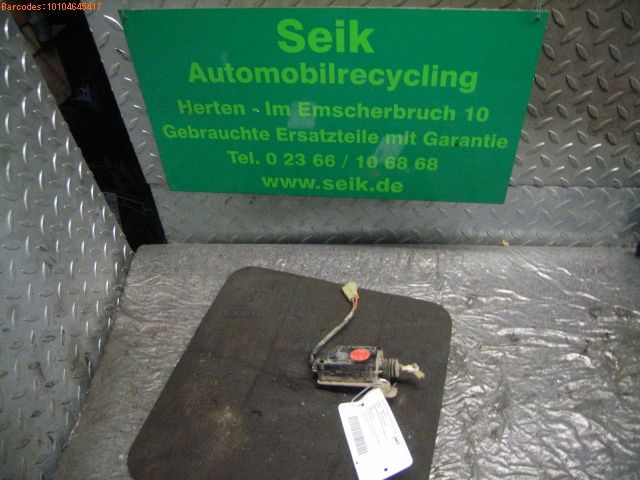 Barcodes:10104645417
Seik
Automobilrecycling
Herten - Im Emscherbruch 10
Gebrauchte Ersatzteile mit Garantie
Tel. 0 23 66 / 10 68 68
www.seik.de